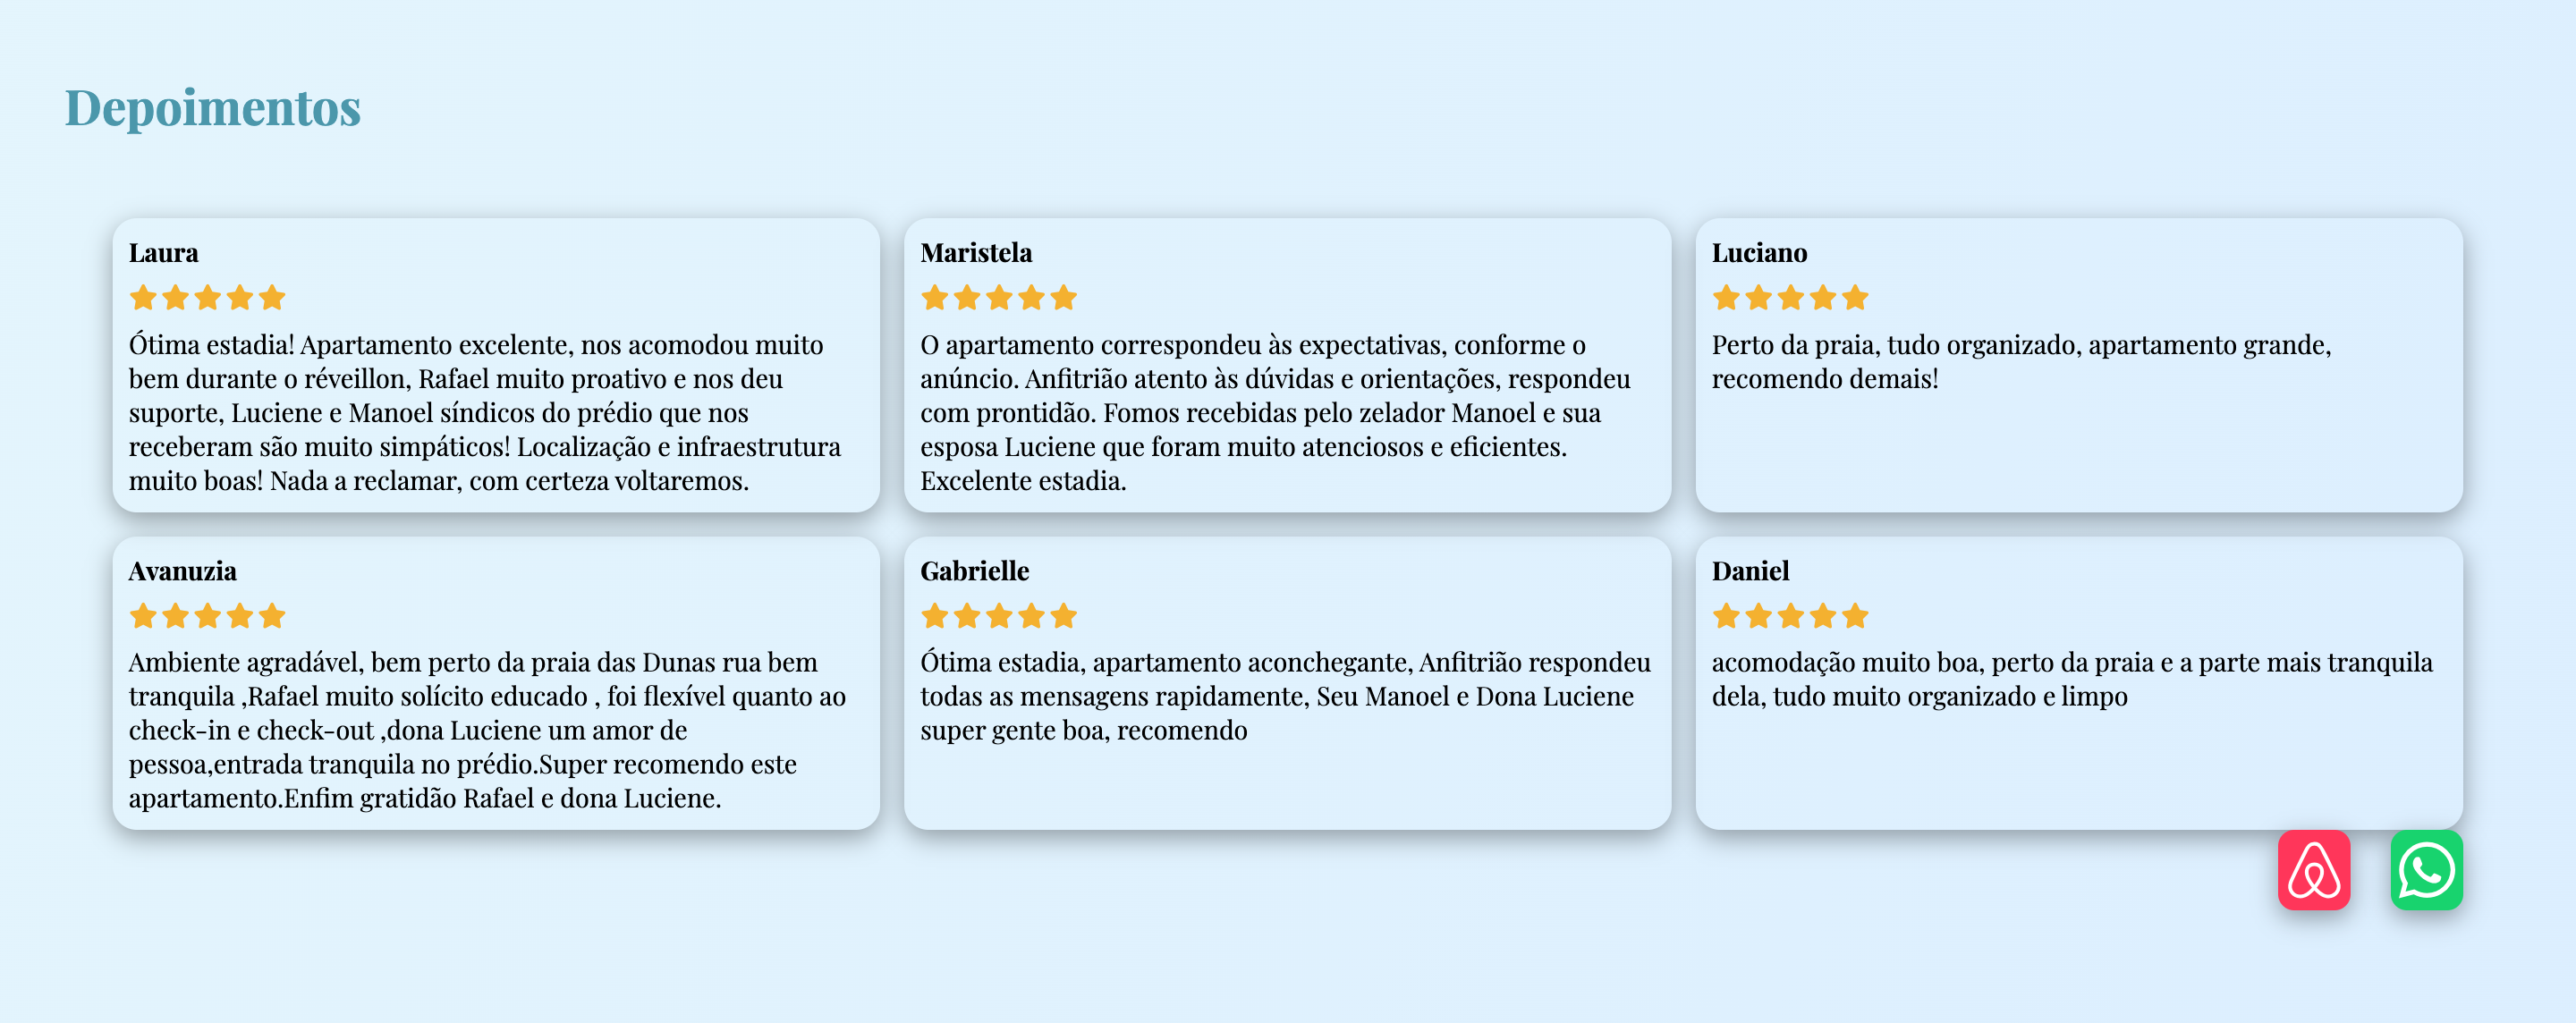 Depoimentos
Laura
Ótima estadia! Apartamento excelente, nos acomodou muito
bem durante o réveillon, Rafael muito proativo e nos deu
suporte, Luciene e Manoel síndicos do prédio que nos
receberam são muito simpáticos! Localização e infraestrutura
muito boas! Nada a reclamar, com certeza voltaremos.
Maristela
O apartamento correspondeu às expectativas, conforme o
anúncio. Anfitrião atento às dúvidas e orientações, respondeu
com prontidão. Fomos recebidas pelo zelador Manoel e sua
esposa Luciene que foram muito atenciosos e eficientes.
Excelente estadia.
Luciano
Perto da praia, tudo organizado, apartamento grande,
recomendo demais!
Avanuzia
Ambiente agradável, bem perto da praia das Dunas rua bem
tranquila ,Rafael muito solícito educado , foi flexível quanto ao
check-in e check-out ,dona Luciene um amor de
pessoa,entrada tranquila no prédio.Super recomendo este
apartamento.Enfim gratidão Rafael e dona Luciene.
Gabrielle
Ótima estadia, apartamento aconchegante, Anfitrião respondeu
todas as mensagens rapidamente, Seu Manoel e Dona Luciene
super gente boa, recomendo
Daniel
acomodação muito boa, perto da praia e a parte mais tranquila
dela, tudo muito organizado e limpo